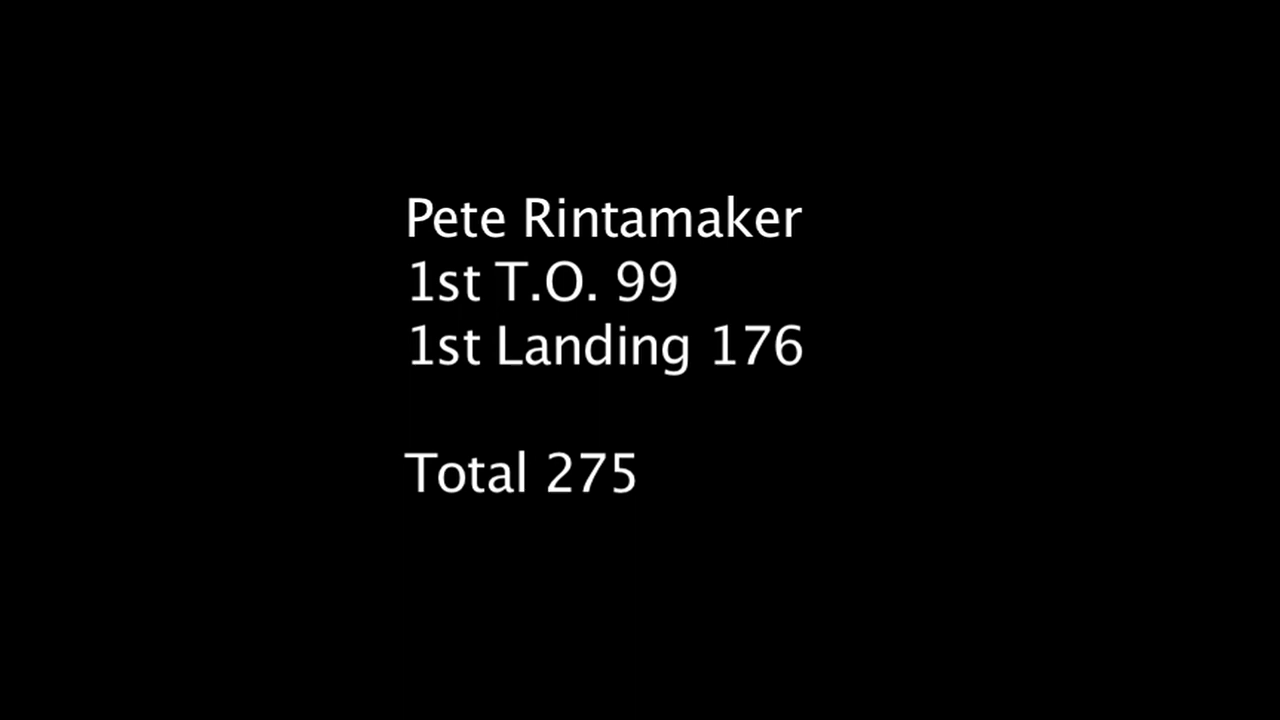 Pete Rintamaker
1st T.O. 99
1st Landing 176
Total 275